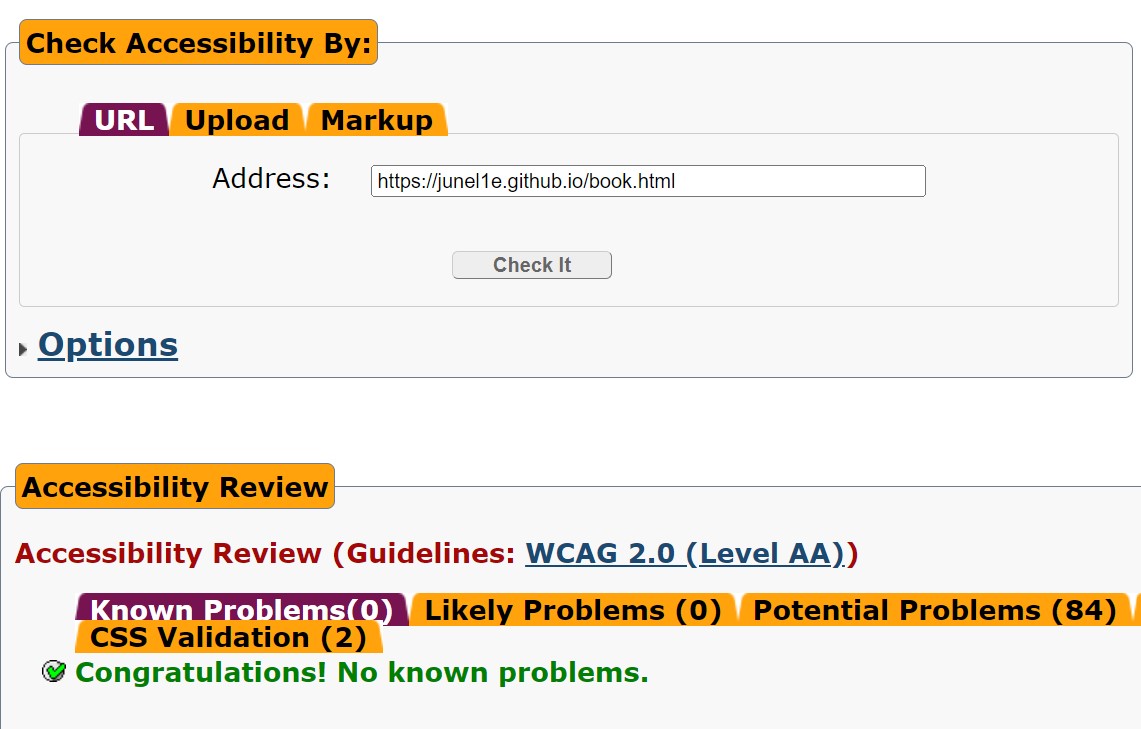 Check Accessibility By:
URL Upload Markup
Address: https://junel1e.github.io/book.html
Check It
Options
Accessibility Review
Accessibility Review (Guidelines: WCAG 2.0 (Level AA))
Known Problems(0) Likely Problems (0) Potential Problems (84)
CSS Validation (2)
Congratulations! No known problems.